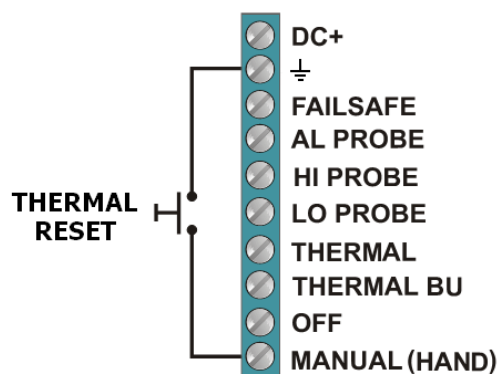 DC+
⏚
FAILSAFE
AL PROBE
HI PROBE
LO PROBE
THERMAL
THERMAL BU
OFF
MANUAL (HAND)
THERMAL
RESET